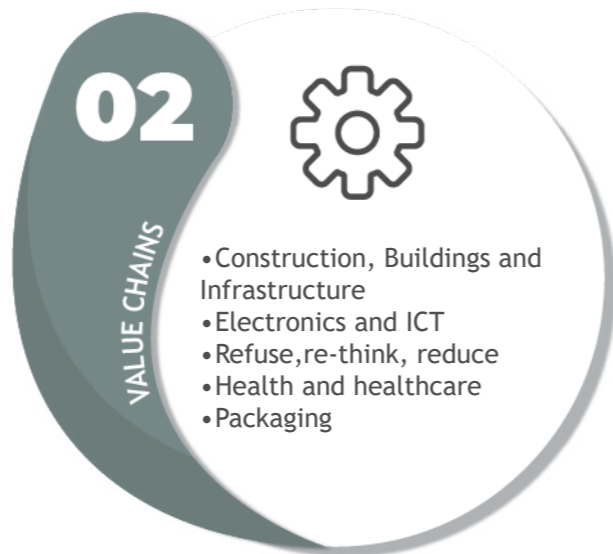 02
VALUE CHAINS
•Construction, Buildings and
Infrastructure
•Electronics and ICT
•Refuse,re-think, reduce
•Health and healthcare
•Packaging